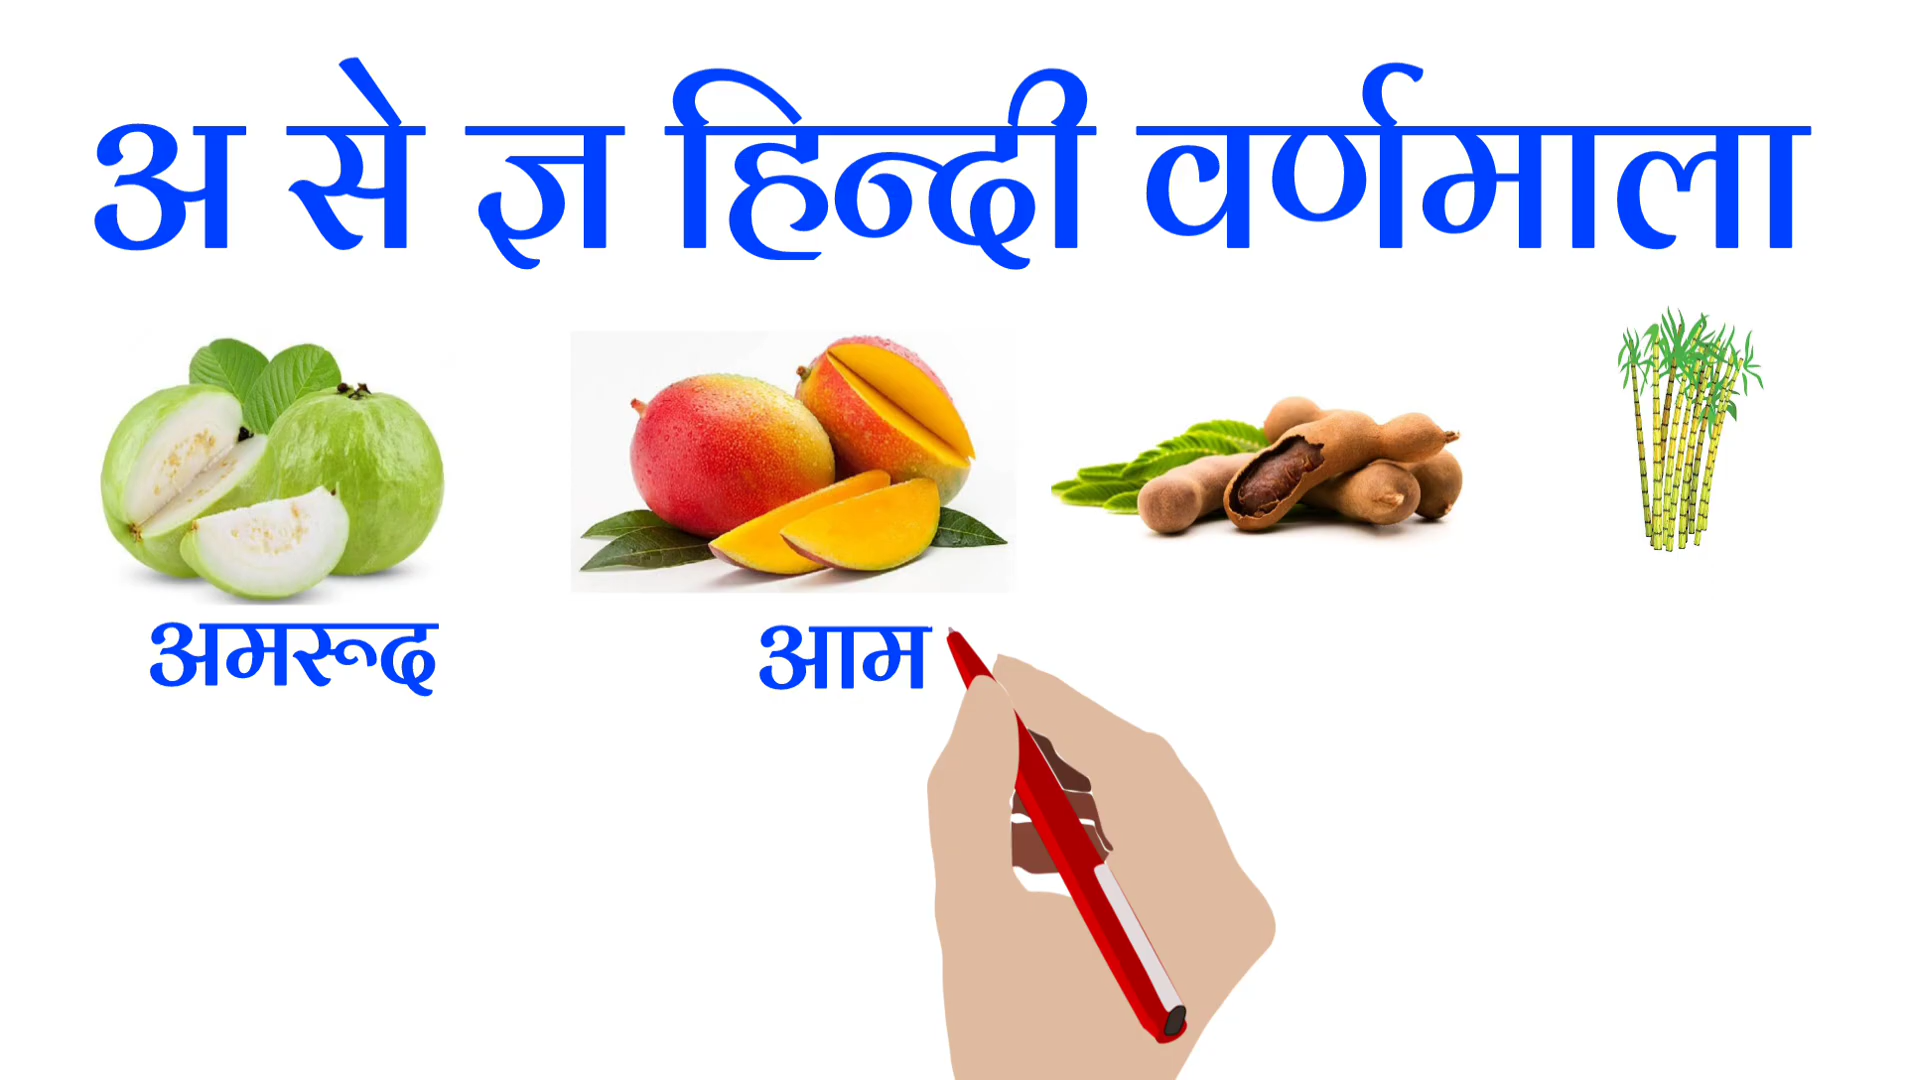 अ से ज्ञ हिन्दी वर्णमाला
अमरूद आम